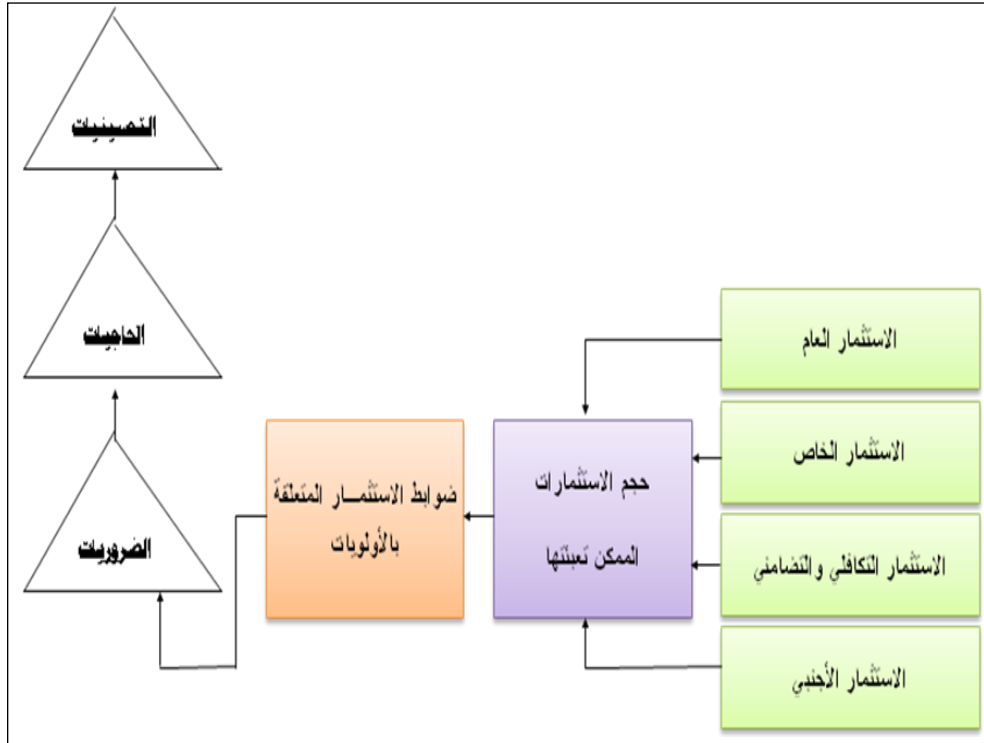 الاستثمار العام
الاستثمار الخاص
الاستثمار التكافلي والتضامني
الاستثمار الأجنبي
حجم الاستثمارات
الممكن تعبئتها
ضوابط الاستثمــار المتعلقة
بالأولويات
التحسينيات
الحاجيات
الضروريات